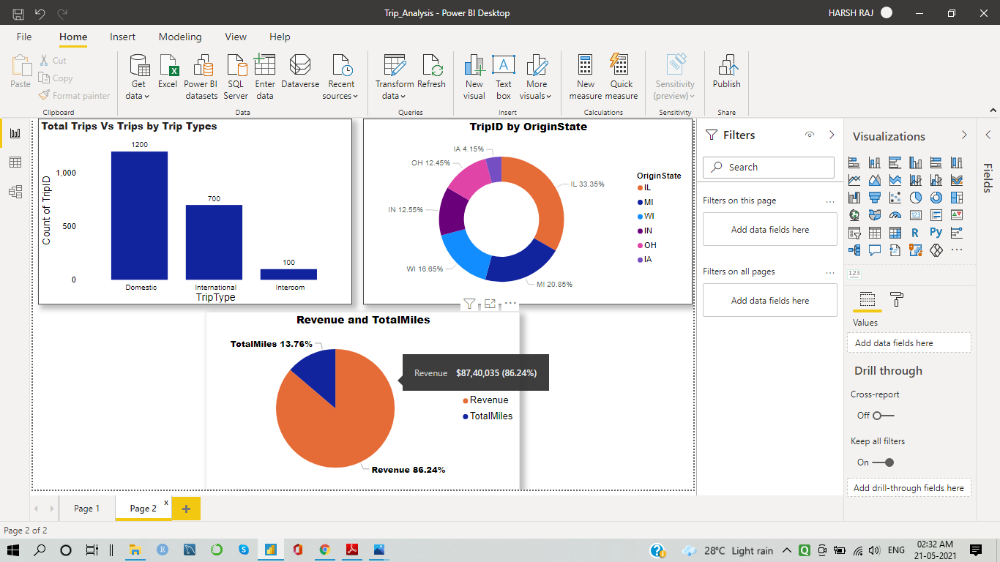 Trip_Analysis - Power BI Desktop
HARSH RAJ
File Home Insert Modeling View Help
Paste
Cut
Copy
Format painter
Clipboard
Get data
Excel
Power BI datasets
SQL Server
Enter data
Dataverse
Recent sources
Data
Transform data
Refresh
Queries
New visual
A
Text box
More visuals
Insert
New measure
Quick measure
Calculations
Sensitivity (preview)
Sensitivity
Publish
Share
Total Trips Vs Trips by Trip Types
Count of TripID
1,000
500
0
1200
700
100
Domestic
International
Intercom
TripType
TripID by OriginState
IA 4.15%
OH 12.45%
IN 12.55%
WI 16.65%
MI 20.85%
IL 33.35%
OriginState
IL
MI
WI
IN
OH
IA
Revenue and TotalMiles
TotalMiles 13.76%
Revenue $87,40,035 (86.24%)
Revenue
TotalMiles
Revenue 86.24%
Filters
Search
Filters on this page
...
Add data fields here
Filters on all pages
...
Add data fields here
Visualizations
123
R
Py
...
123
Values
Add data fields here
Drill through
Cross-report
Off
Keep all filters
On
Add drill-through fields here
Fields
Page 1
Page 2
x
+
Page 2 of 2
R
S
?
28°C Light rain
Q
ENG
02:32 AM
21-05-2021